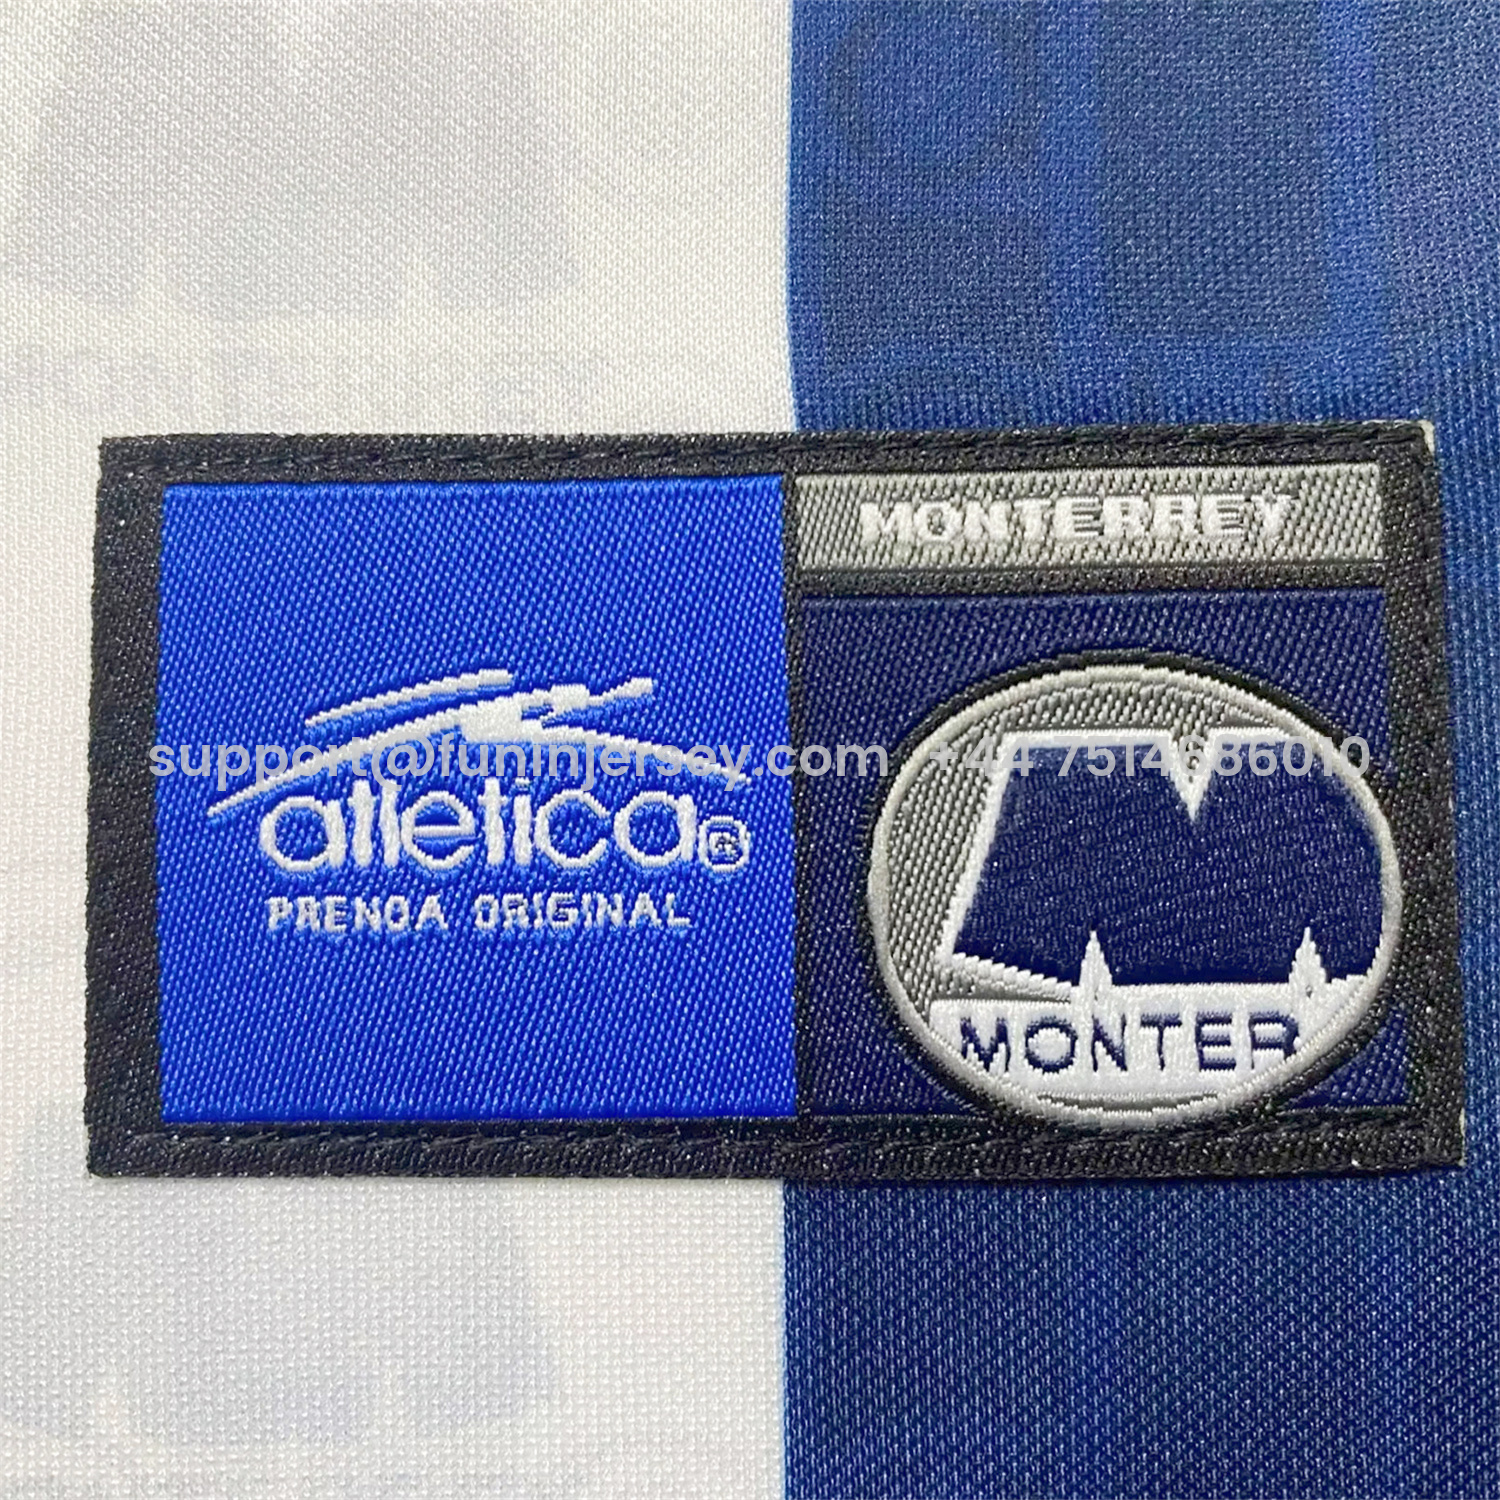 MONTERREY
support@funinjersey.com +44 7514686010
atletica®
PRENDA ORIGINAL
MONTER